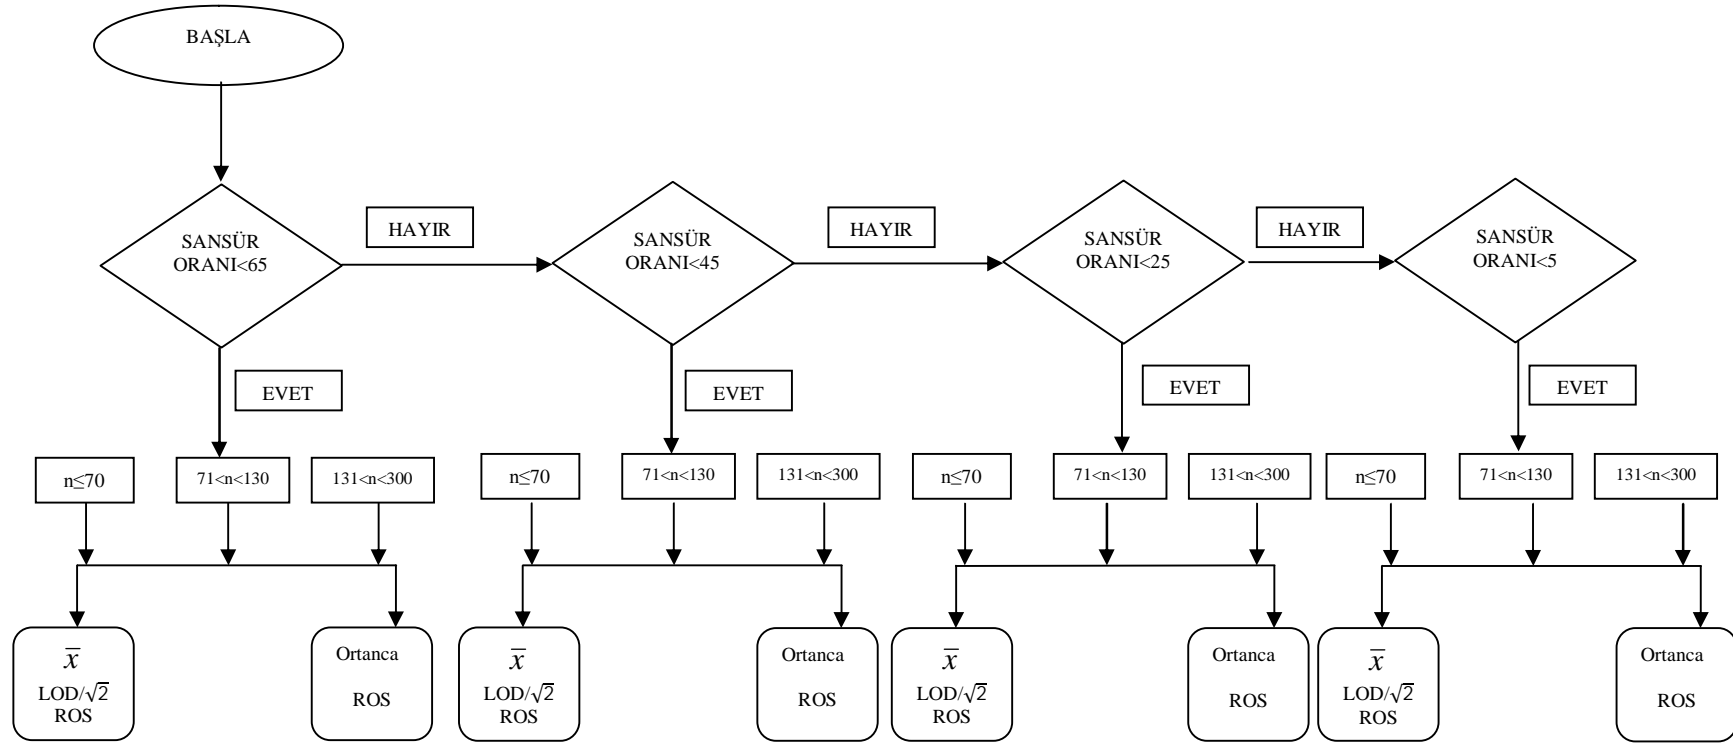 BAŞLA
HAYIR
HAYIR
HAYIR
SANSÜR
ORANI<65
SANSÜR
ORANI<45
SANSÜR
ORANI<25
SANSÜR
ORANI<5
EVET
EVET
EVET
EVET
n≤70
71<n<130
131<n<300
n≤70
71<n<130
131<n<300
n≤70
71<n<130
131<n<300
n≤70
71<n<130
131<n<300
x̄
LOD/√2
ROS
Ortanca
ROS
x̄
LOD/√2
ROS
Ortanca
ROS
x̄
LOD/√2
ROS
Ortanca
ROS
x̄
LOD/√2
ROS
Ortanca
ROS